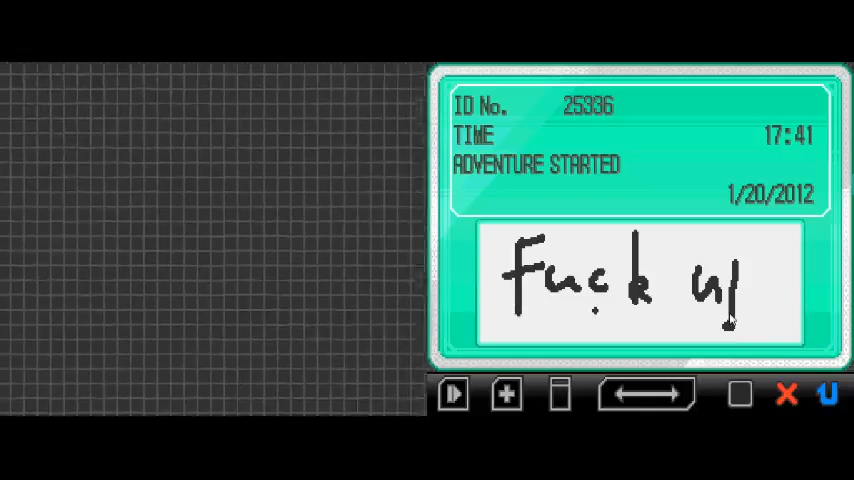 ID No. 25336
TIME 17:41
ADVENTURE STARTED
1/20/2012
Fuck